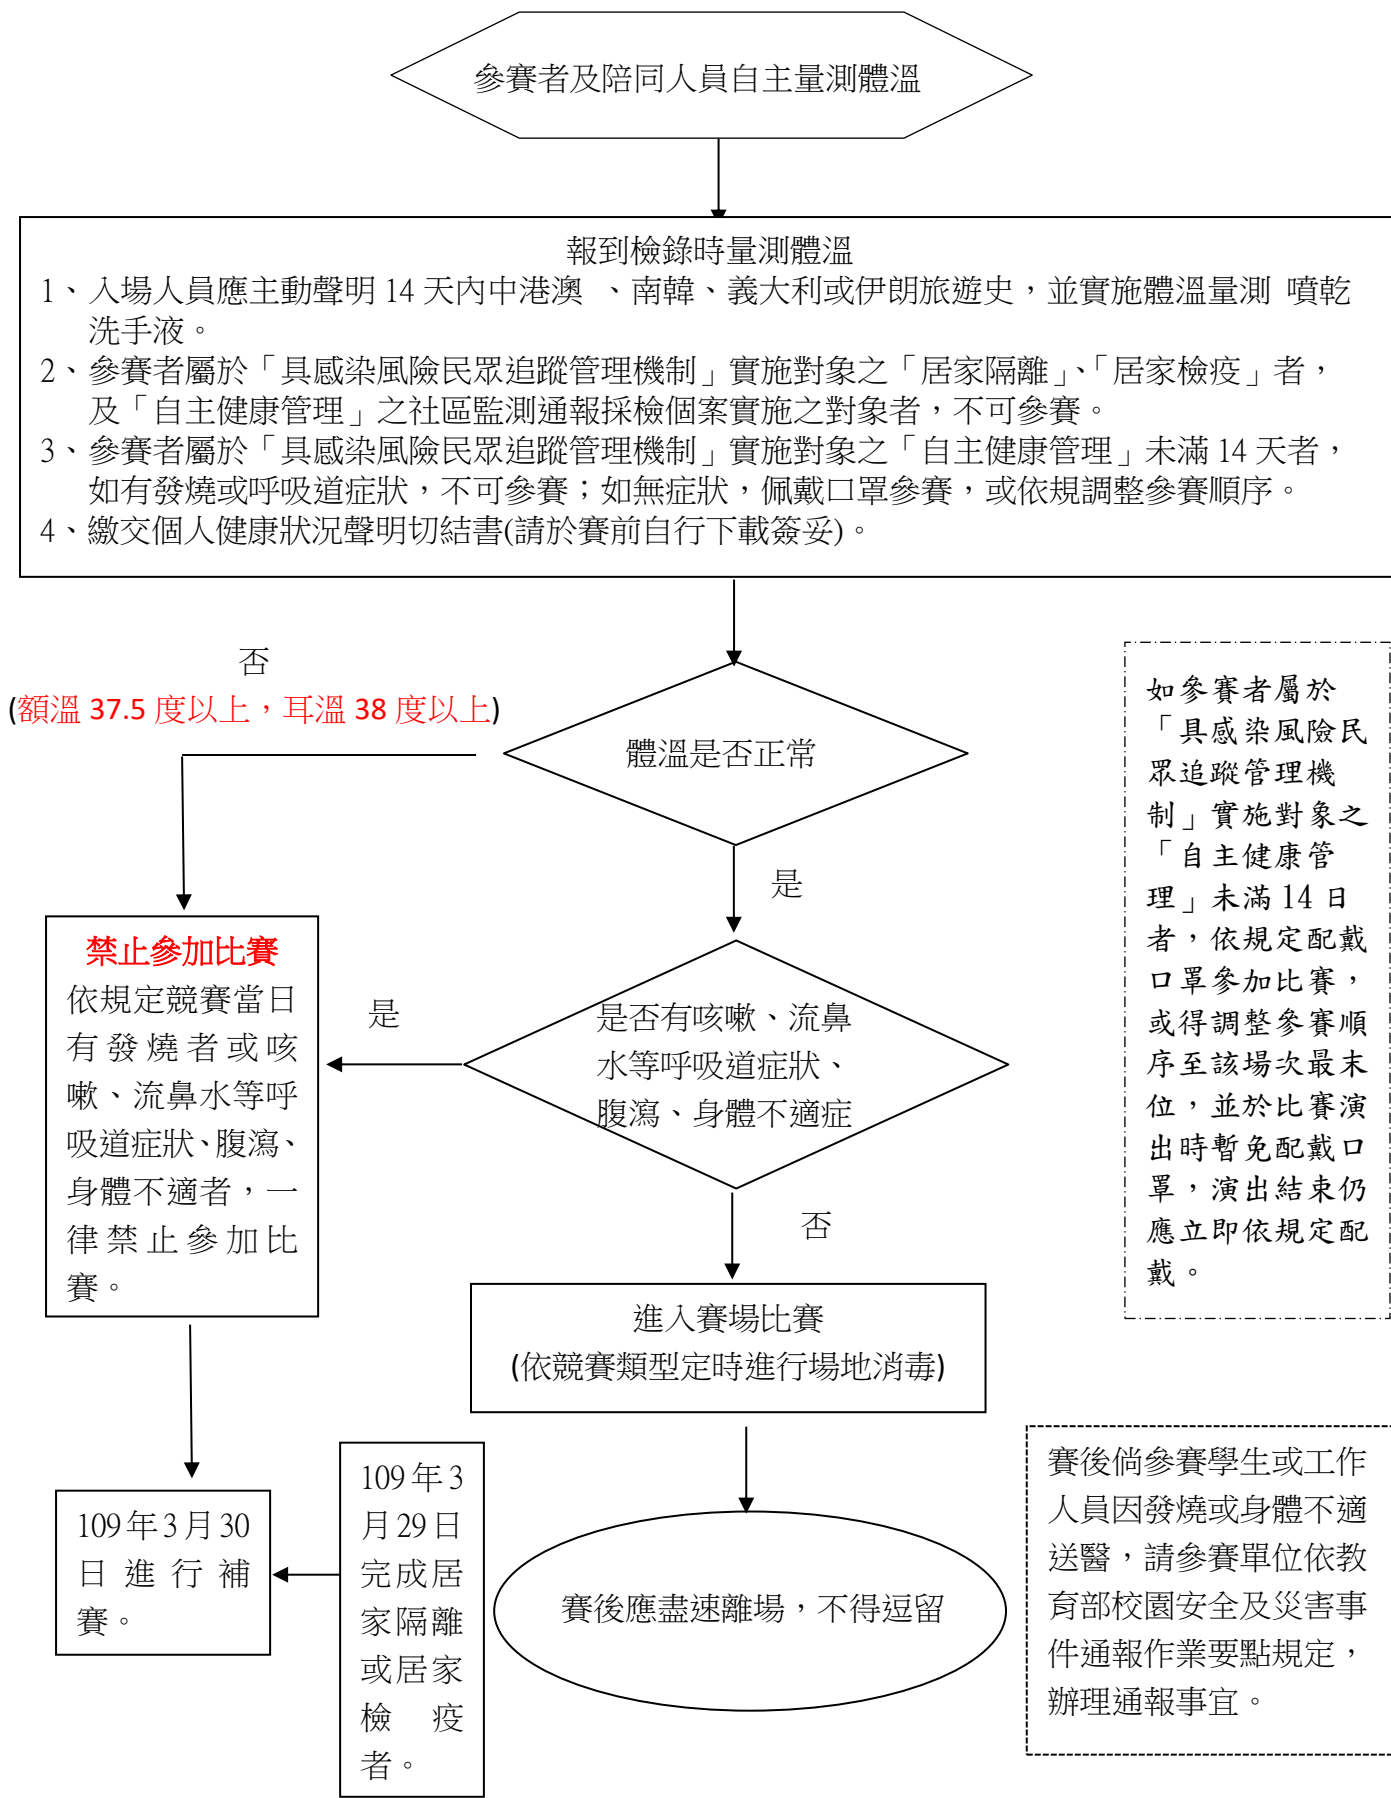 參賽者及陪同人員自主量測體溫
報到檢錄時量測體溫
1、入場人員應主動聲明 14 天內中港澳 、南韓、義大利或伊朗旅遊史，並實施體溫量測 噴乾
洗手液。
2、參賽者屬於「具感染風險民眾追蹤管理機制」實施對象之「居家隔離」、「居家檢疫」者，
及「自主健康管理」之社區監測通報採檢個案實施之對象者，不可參賽。
3、參賽者屬於「具感染風險民眾追蹤管理機制」實施對象之「自主健康管理」未滿 14 天者，
如有發燒或呼吸道症狀，不可參賽；如無症狀，佩戴口罩參賽，或依規調整參賽順序。
4、繳交個人健康狀況聲明切結書(請於賽前自行下載簽妥)。
否
(額溫 37.5 度以上，耳溫 38 度以上)
體溫是否正常
是
禁止參加比賽
依規定競賽當日
有發燒者或咳
嗽、流鼻水等呼
吸道症狀、腹瀉、
身體不適者，一
律禁止參加比
賽。
是
是否有咳嗽、流鼻
水等呼吸道症狀、
腹瀉、身體不適症
否
進入賽場比賽
(依競賽類型定時進行場地消毒)
如參賽者屬於
「具感染風險民
眾追蹤管理機
制」實施對象之
「自主健康管
理」未滿 14 日
者，依規定配戴
口罩參加比賽，
或得調整參賽順
序至該場次最末
位，並於比賽演
出時暫免配戴口
罩，演出結束仍
應立即依規定配
戴。
109 年 3 月 30
日進行補
賽。
109 年 3
月 29 日
完成居
家隔離
或居家
檢疫
者。
賽後應盡速離場，不得逗留
賽後倘參賽學生或工作
人員因發燒或身體不適
送醫，請參賽單位依教
育部校園安全及災害事
件通報作業要點規定，
辦理通報事宜。